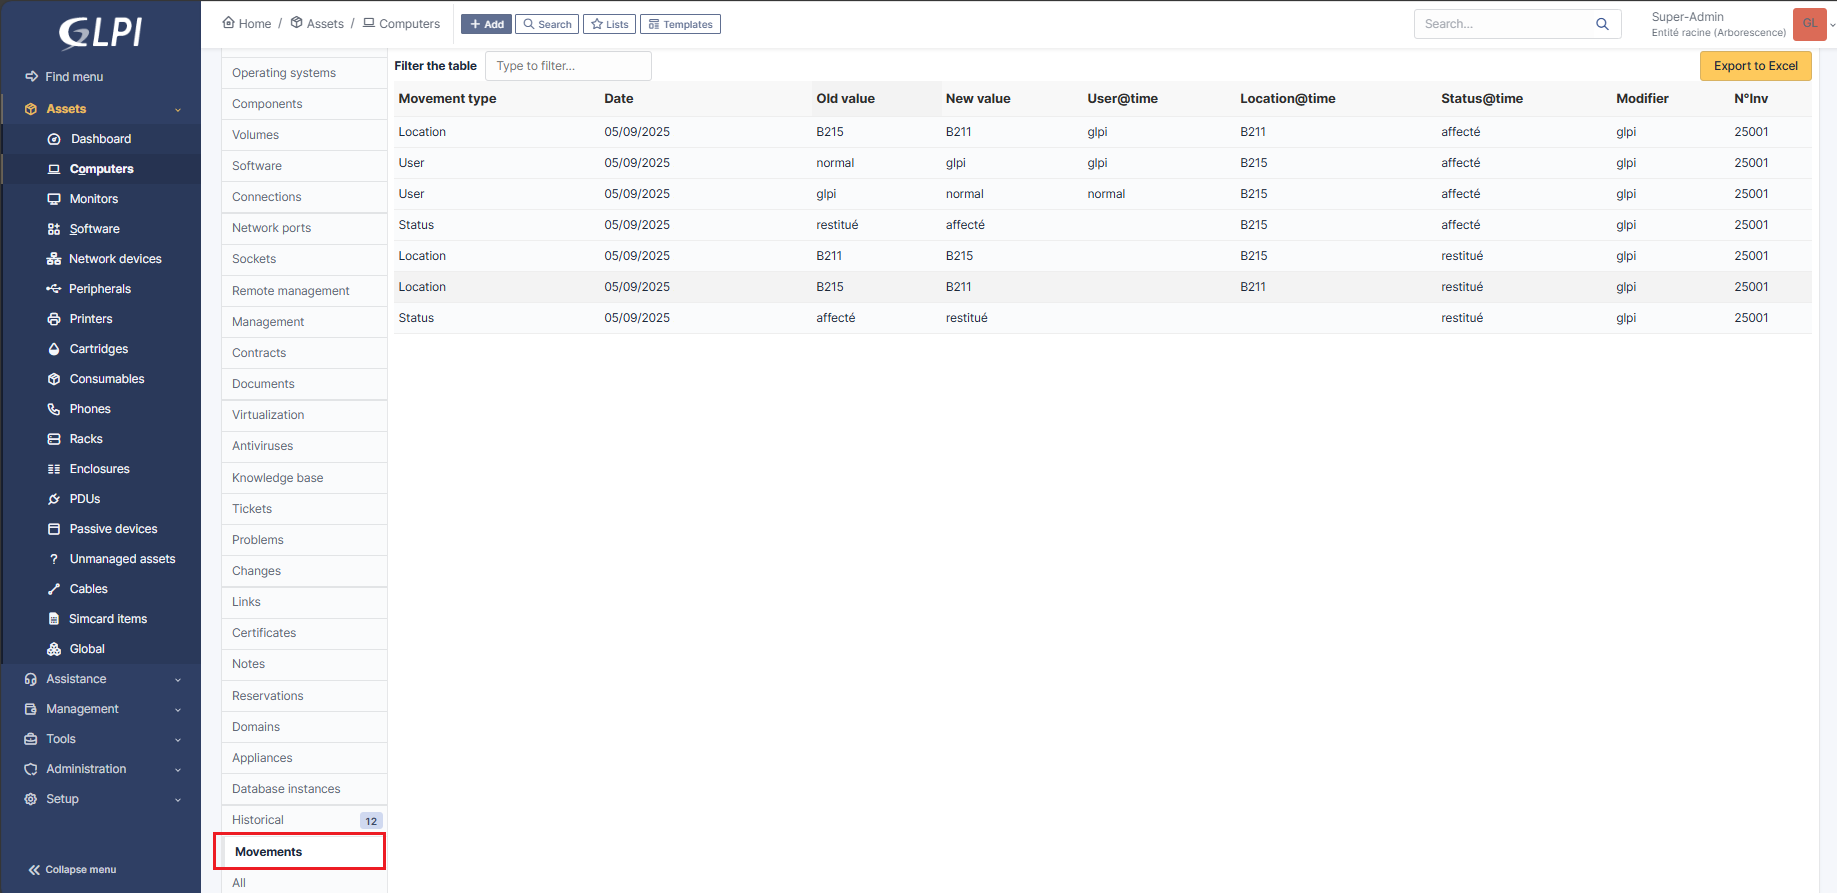 GLPI
Find menu
Assets
Dashboard
Computers
Monitors
Software
Network devices
Peripherals
Printers
Cartridges
Consumables
Phones
Racks
Enclosures
PDUs
Passive devices
Unmanaged assets
Cables
Simcard items
Global
Assistance
Management
Tools
Administration
Setup
Collapse menu
Home / Assets / Computers
Add
Search
Lists
Templates
Search...
Super-Admin
Entité racine (Arborescence)
GL
Operating systems
Components
Volumes
Software
Connections
Network ports
Sockets
Remote management
Management
Contracts
Documents
Virtualization
Antiviruses
Knowledge base
Tickets
Problems
Changes
Links
Certificates
Notes
Reservations
Domains
Appliances
Database instances
Historical 12
Movements
All
Filter the table Type to filter...
Export to Excel
Movement type Date Old value New value User@time Location@time Status@time Modifier N°Inv
Location 05/09/2025 B215 B211 glpi B211 affecté glpi 25001
User 05/09/2025 normal glpi glpi B215 affecté glpi 25001
User 05/09/2025 glpi normal normal B215 affecté glpi 25001
Status 05/09/2025 restitué affecté B215 affecté glpi 25001
Location 05/09/2025 B211 B215 B215 restitué glpi 25001
Location 05/09/2025 B215 B211 B211 restitué glpi 25001
Status 05/09/2025 affecté restitué restitué glpi 25001